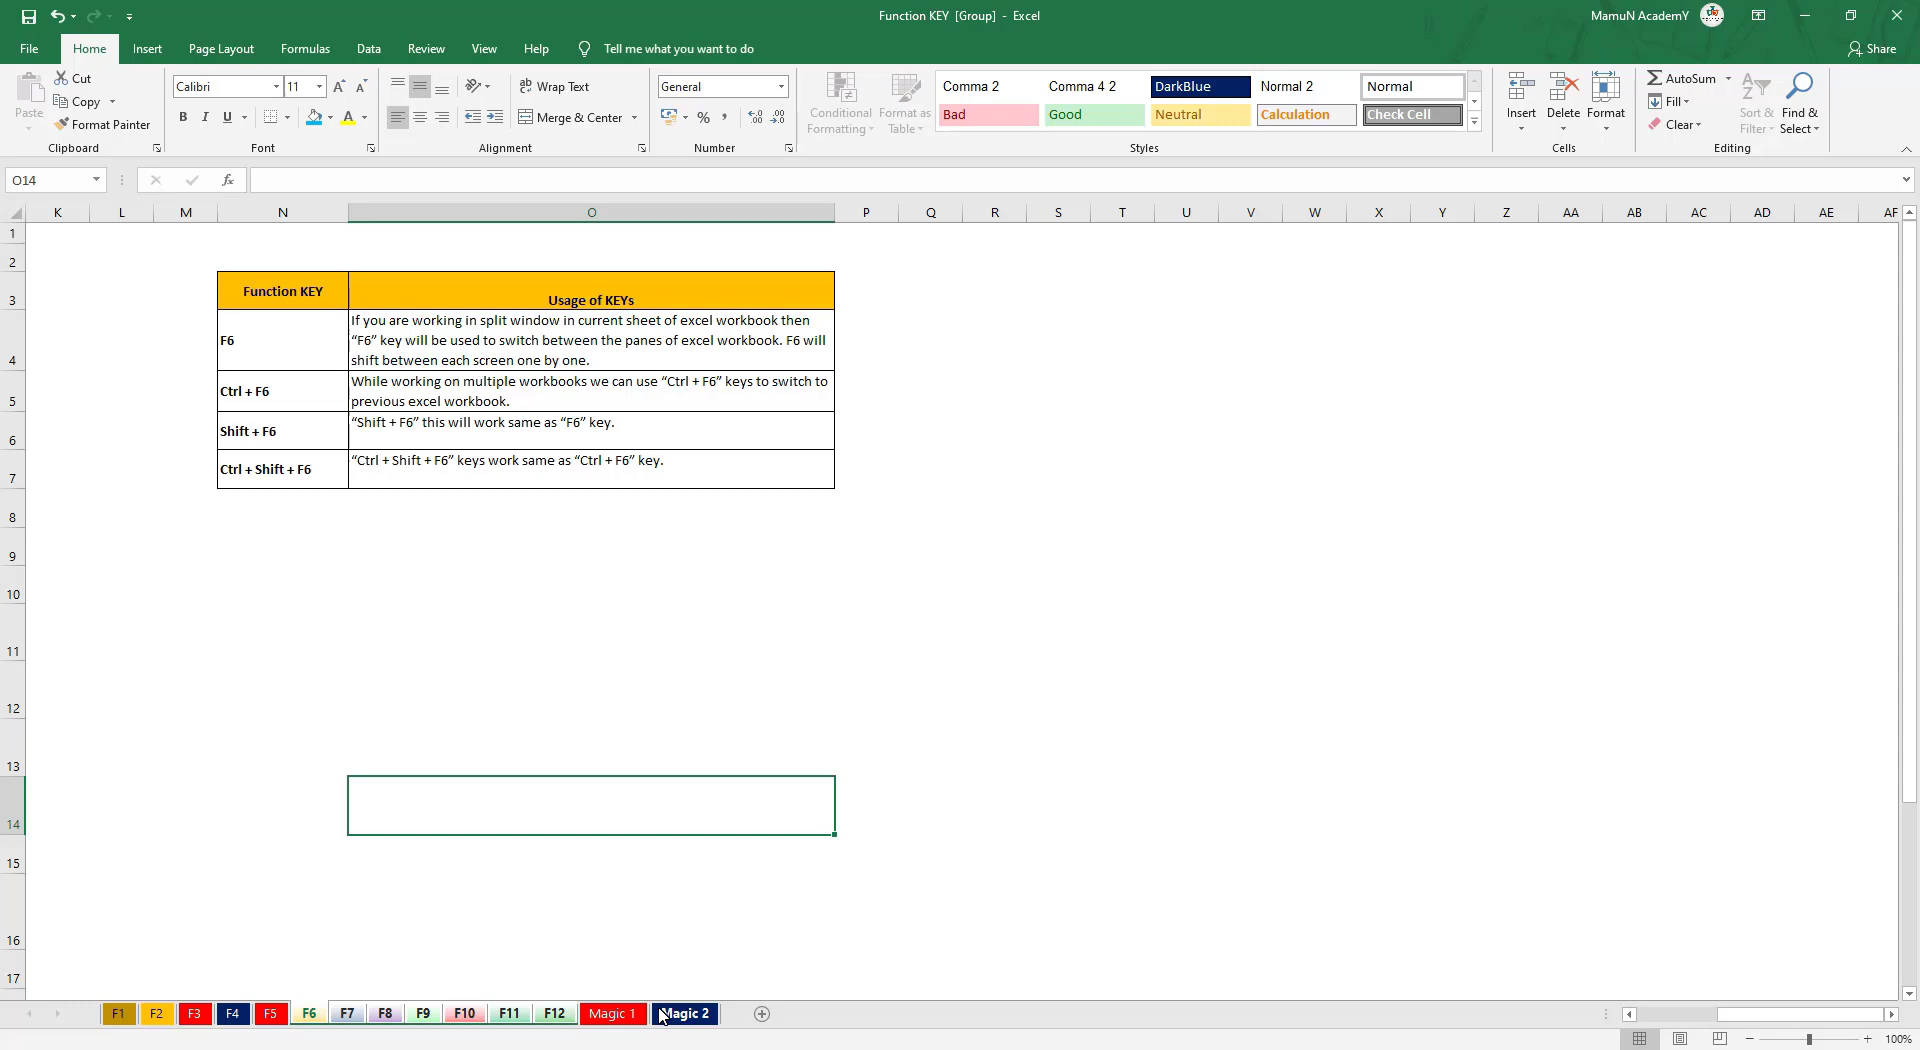 Function KEY [Group] - Excel
MamuN AcademY
File Home Insert Page Layout Formulas Data Review View Help Tell me what you want to do
Share
Paste
Cut
Copy
Format Painter
Clipboard
Calibri 11
B I U
Font
Wrap Text
Merge & Center
Alignment
General
%
Number
Conditional
Formatting
Format as
Table
Comma 2 Comma 4 2 DarkBlue Normal 2 Normal
Bad Good Neutral Calculation Check Cell
Styles
Insert Delete Format
Cells
AutoSum
Fill
Clear
Sort &
Filter
Find &
Select
Editing
O14
fx
K L M N O P Q R S T U V W X Y Z AA AB AC AD AE AF
1
2
3
4
5
6
7
8
9
10
11
12
13
14
15
16
17
Function KEY
Usage of KEYs
F6
If you are working in split window in current sheet of excel workbook then
“F6” key will be used to switch between the panes of excel workbook. F6 will
shift between each screen one by one.
Ctrl + F6
While working on multiple workbooks we can use “Ctrl + F6” keys to switch to
previous excel workbook.
Shift + F6
“Shift + F6” this will work same as “F6” key.
Ctrl + Shift + F6
“Ctrl + Shift + F6” keys work same as “Ctrl + F6” key.
F1 F2 F3 F4 F5 F6 F7 F8 F9 F10 F11 F12 Magic 1 Magic 2
100%